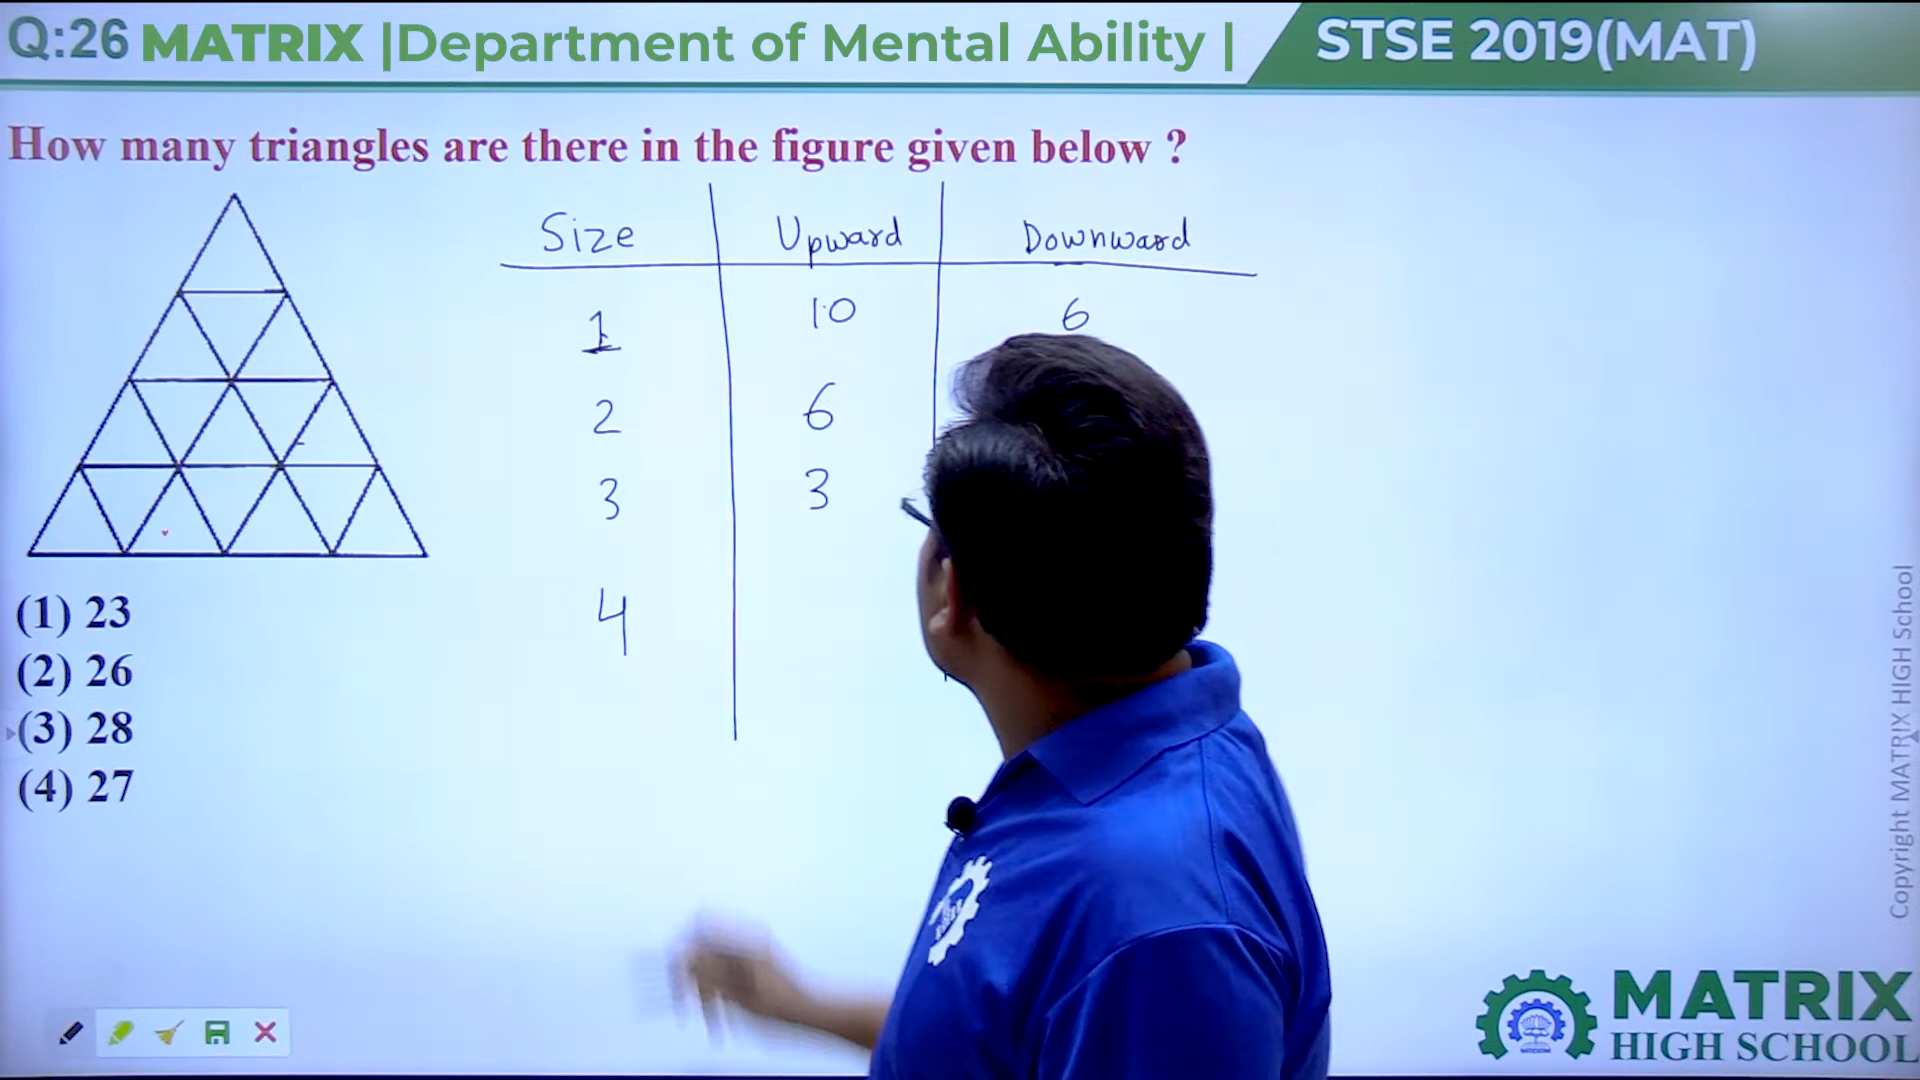 Q:26 MATRIX |Department of Mental Ability | STSE 2019(MAT)
How many triangles are there in the figure given below ?
Size Upward Downward
1 10 6
2 6
3 3
4
(1) 23
(2) 26
(3) 28
(4) 27
Copyright MATRIX HIGH School
MATRIX
HIGH SCHOOL